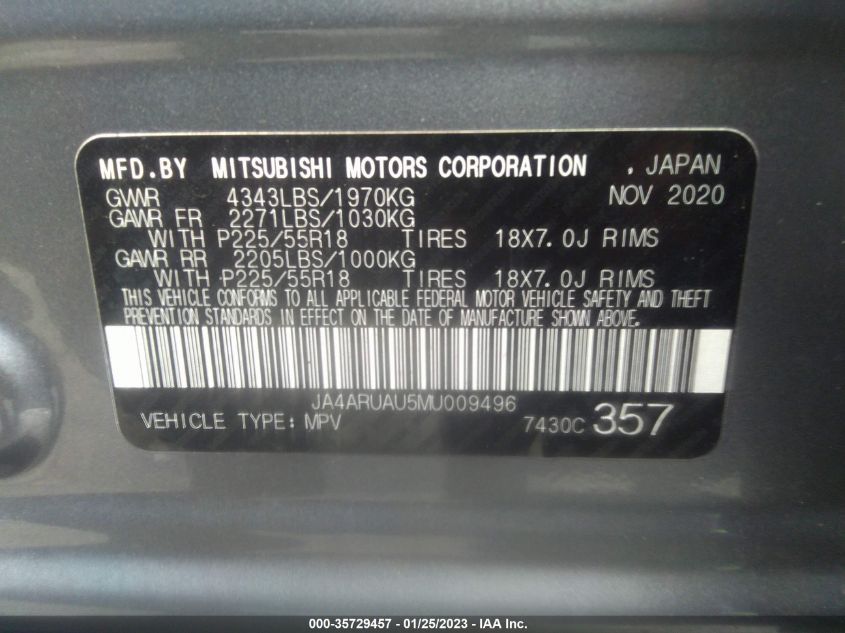 MFD.BY MITSUBISHI MOTORS CORPORATION . JAPAN
GVWR 4343LBS/1970KG NOV 2020
GAWR FR 2271LBS/1030KG
WITH P225/55R18 TIRES 18X7.0J RIMS
GAWR RR 2205LBS/1000KG
WITH P225/55R18 TIRES 18X7.0J RIMS
THIS VEHICLE CONFORMS TO ALL APPLICABLE FEDERAL MOTOR VEHICLE SAFETY AND THEFT
PREVENTION STANDARDS IN EFFECT ON THE DATE OF MANUFACTURE SHOWN ABOVE.
JA4ARUAU5MU009496
VEHICLE TYPE: MPV 7430C 357
000-35729457 — 01/25/2023 — IAA Inc.